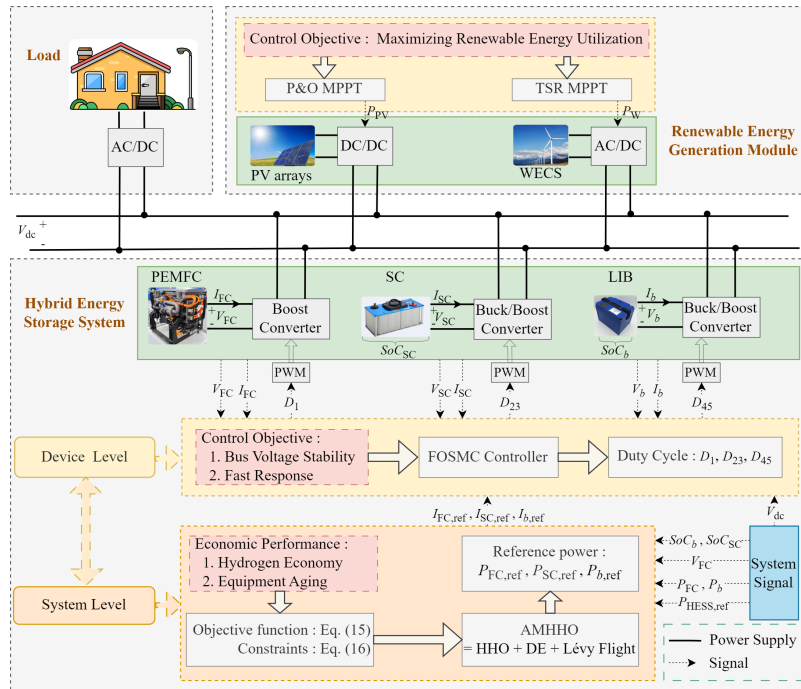 Load
AC/DC
Control Objective : Maximizing Renewable Energy Utilization
P&O MPPT
TSR MPPT
P_PV
P_W
DC/DC
AC/DC
PV arrays
WECS
Renewable Energy
Generation Module
V_dc
+
-
Hybrid Energy
Storage System
PEMFC
SC
LIB
I_FC
+
V_FC
-
Boost
Converter
I_SC
+
V_SC
-
Buck/Boost
Converter
SoC_SC
I_b
+
V_b
-
Buck/Boost
Converter
SoC_b
PWM
PWM
PWM
V_FC
I_FC
D_1
V_SC
I_SC
D_23
V_b
I_b
D_45
Device Level
Control Objective :
1. Bus Voltage Stability
2. Fast Response
FOSMC Controller
Duty Cycle : D_1, D_23, D_45
I_FC,ref , I_SC,ref , I_b,ref
V_dc
System Level
Economic Performance :
1. Hydrogen Economy
2. Equipment Aging
Reference power :
P_FC,ref , P_SC,ref , P_b,ref
Objective function : Eq. (15)
Constraints : Eq. (16)
AMHHO
= HHO + DE + Lévy Flight
SoC_b , SoC_SC
V_FC
P_FC , P_b
P_HESS,ref
System
Signal
Power Supply
Signal